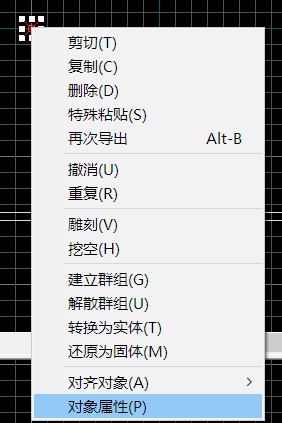 剪切(T)
复制(C)
删除(D)
特殊粘贴(S)
再次导出 Alt-B
撤消(U)
重复(R)
雕刻(V)
挖空(H)
建立群组(G)
解散群组(U)
转换为实体(T)
还原为固体(M)
对齐对象(A)
对象属性(P)